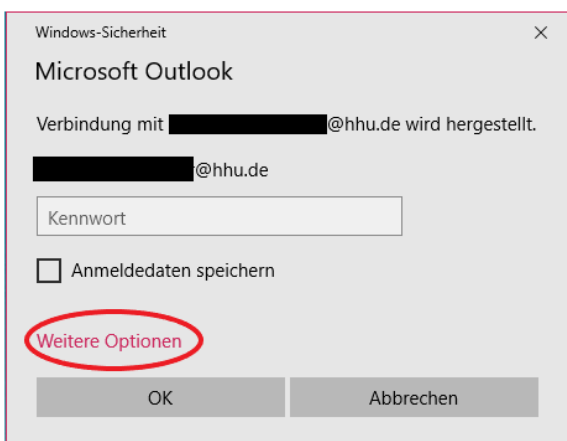 Windows-Sicherheit
Microsoft Outlook
Verbindung mit @hhu.de wird hergestellt.
@hhu.de
Kennwort
Anmeldedaten speichern
Weitere Optionen
OK
Abbrechen